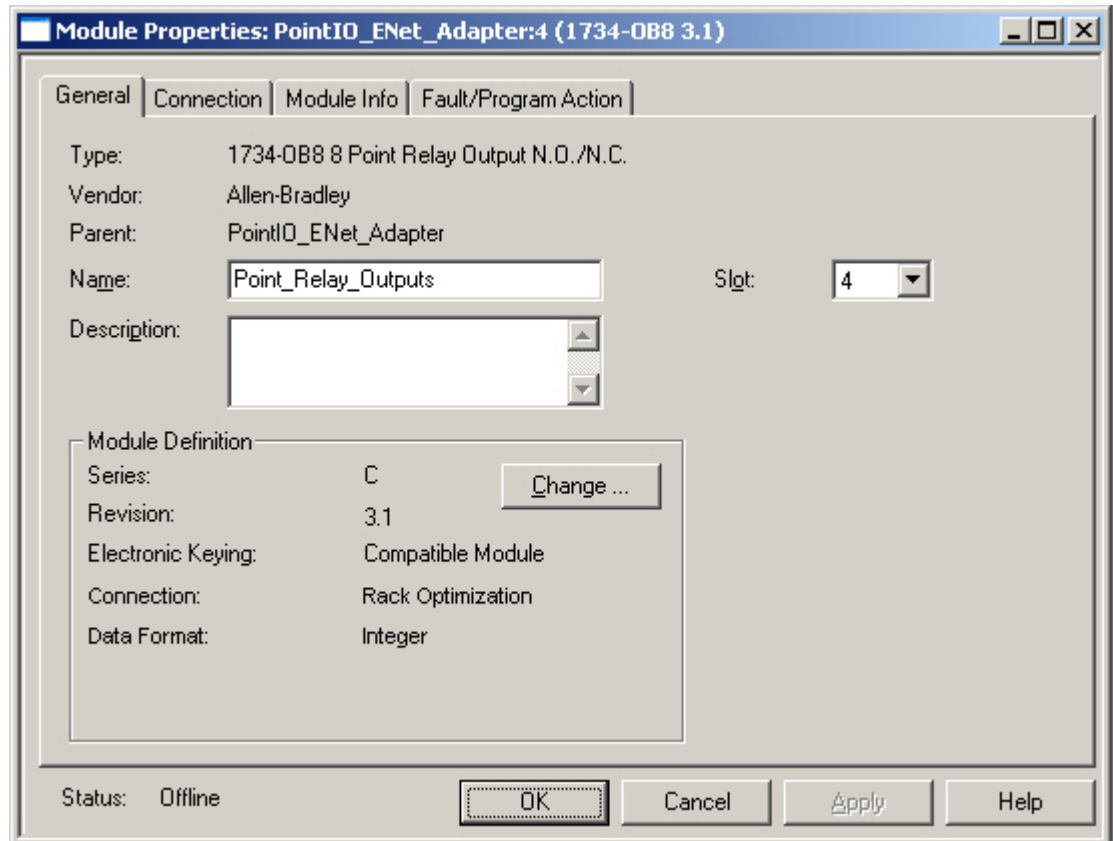 Module Properties: PointIO_ENet_Adapter:4 (1734-OB8 3.1)
General Connection Module Info Fault/Program Action
Type: 1734-OB8 8 Point Relay Output N.O./N.C.
Vendor: Allen-Bradley
Parent: PointIO_ENet_Adapter
Name: Point_Relay_Outputs Slot: 4
Description:
Module Definition
Series: C Change ...
Revision: 3.1
Electronic Keying: Compatible Module
Connection: Rack Optimization
Data Format: Integer
Status: Offline OK Cancel Apply Help